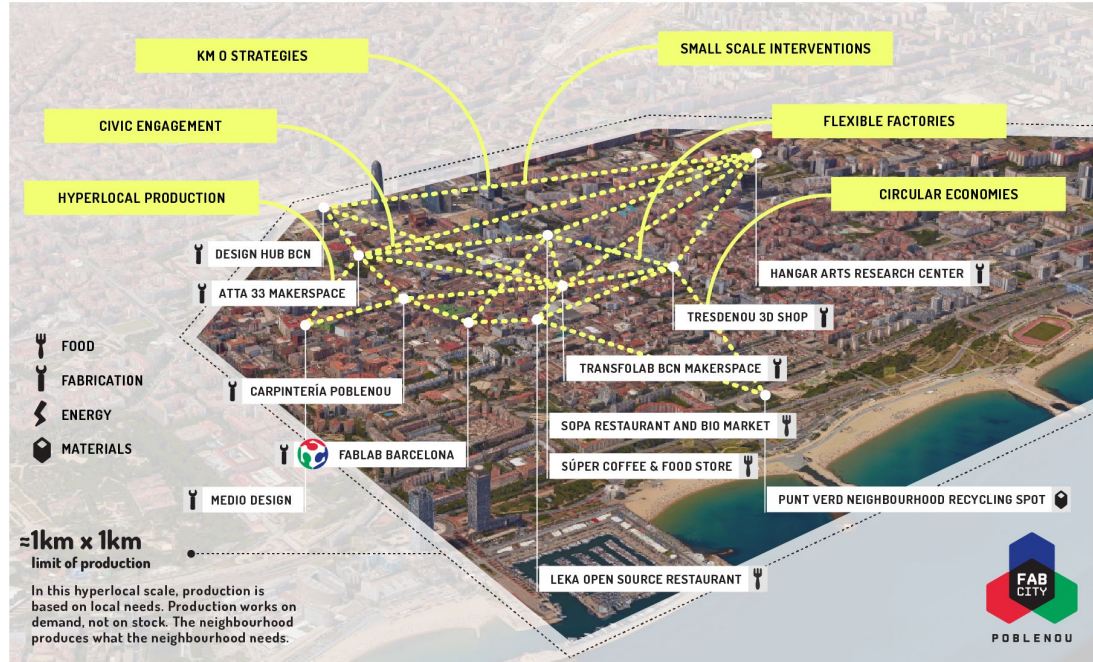 KM 0 STRATEGIES
SMALL SCALE INTERVENTIONS
CIVIC ENGAGEMENT
FLEXIBLE FACTORIES
HYPERLOCAL PRODUCTION
CIRCULAR ECONOMIES
DESIGN HUB BCN
HANGAR ARTS RESEARCH CENTER
ATTA 33 MAKERSPACE
TRESDENOU 3D SHOP
FOOD
FABRICATION
ENERGY
MATERIALS
TRANSFOLAB BCN MAKERSPACE
CARPINTERÍA POBLENOU
SOPA RESTAURANT AND BIO MARKET
FABLAB BARCELONA
SÚPER COFFEE & FOOD STORE
MEDIO DESIGN
PUNT VERD NEIGHBOURHOOD RECYCLING SPOT
≈1km x 1km
limit of production
LEKA OPEN SOURCE RESTAURANT
In this hyperlocal scale, production is
based on local needs. Production works on
demand, not on stock. The neighbourhood
produces what the neighbourhood needs.
FAB
CITY
POBLENOU